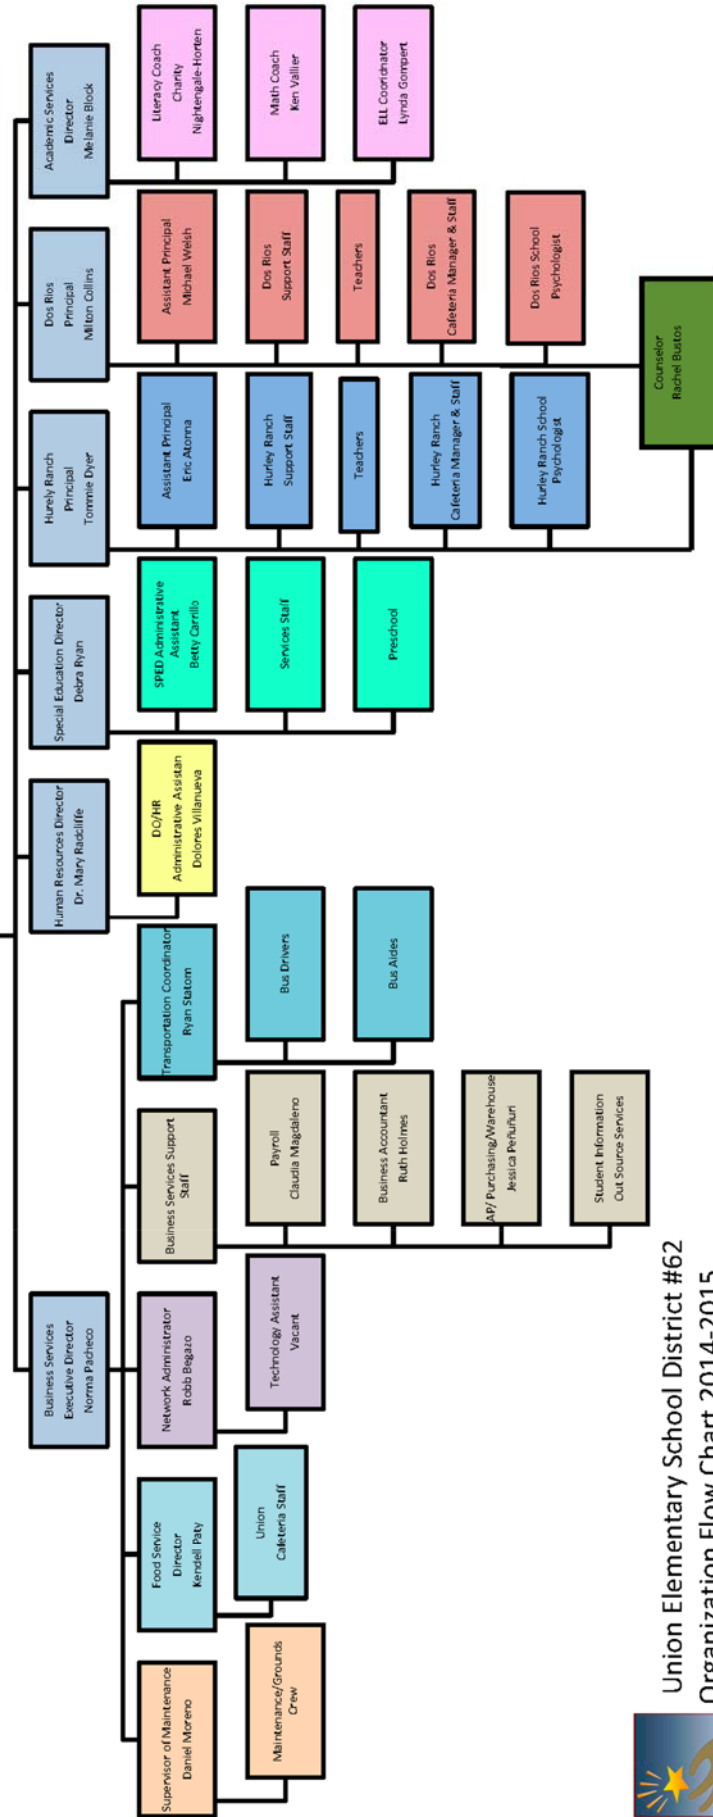 Business Services
Executive Director
Norma Pacheco
Human Resources Director
Dr. Mary Radcliffe
Special Education Director
Debra Ryan
Hurely Ranch
Principal
Tommie Dyer
Dos Rios
Principal
Milton Collins
Academic Services
Director
Melanie Block
Supervisor of Maintenance
Daniel Moreno
Food Service
Director
Kendell Paty
Network Administrator
Robb Begazo
Business Services Support
Staff
Transportation Coordinator
Ryan Statom
DO/HR
Administrative Assistan
Dolores Villanueva
SPED Administrative
Assistant
Betty Carrillo
Assistant Principal
Eric Atonna
Assistant Principal
Michael Welsh
Literacy Coach
Charity
Nightengale-Horten
Maintenance/Grounds
Crew
Union
Cafeteria Staff
Technology Assistant
Vacant
Payroll
Claudia Magdaleno
Bus Drivers
Services Staff
Hurley Ranch
Support Staff
Dos Rios
Support Staff
Math Coach
Ken Vallier
Business Accountant
Ruth Holmes
Bus Aides
Preschool
Teachers
Teachers
ELL Cooridnator
Lynda Gompert
AP/ Purchasing/Warehouse
Jessica Peñuñuri
Hurley Ranch
Cafeteria Manager & Staff
Dos Rios
Cafeteria Manager & Staff
Student Information
Out Source Services
Hurley Ranch School
Psychologist
Dos Rios School
Psychologist
Counselor
Rachel Bustos
Union Elementary School District #62
Organization Flow Chart 2014-2015